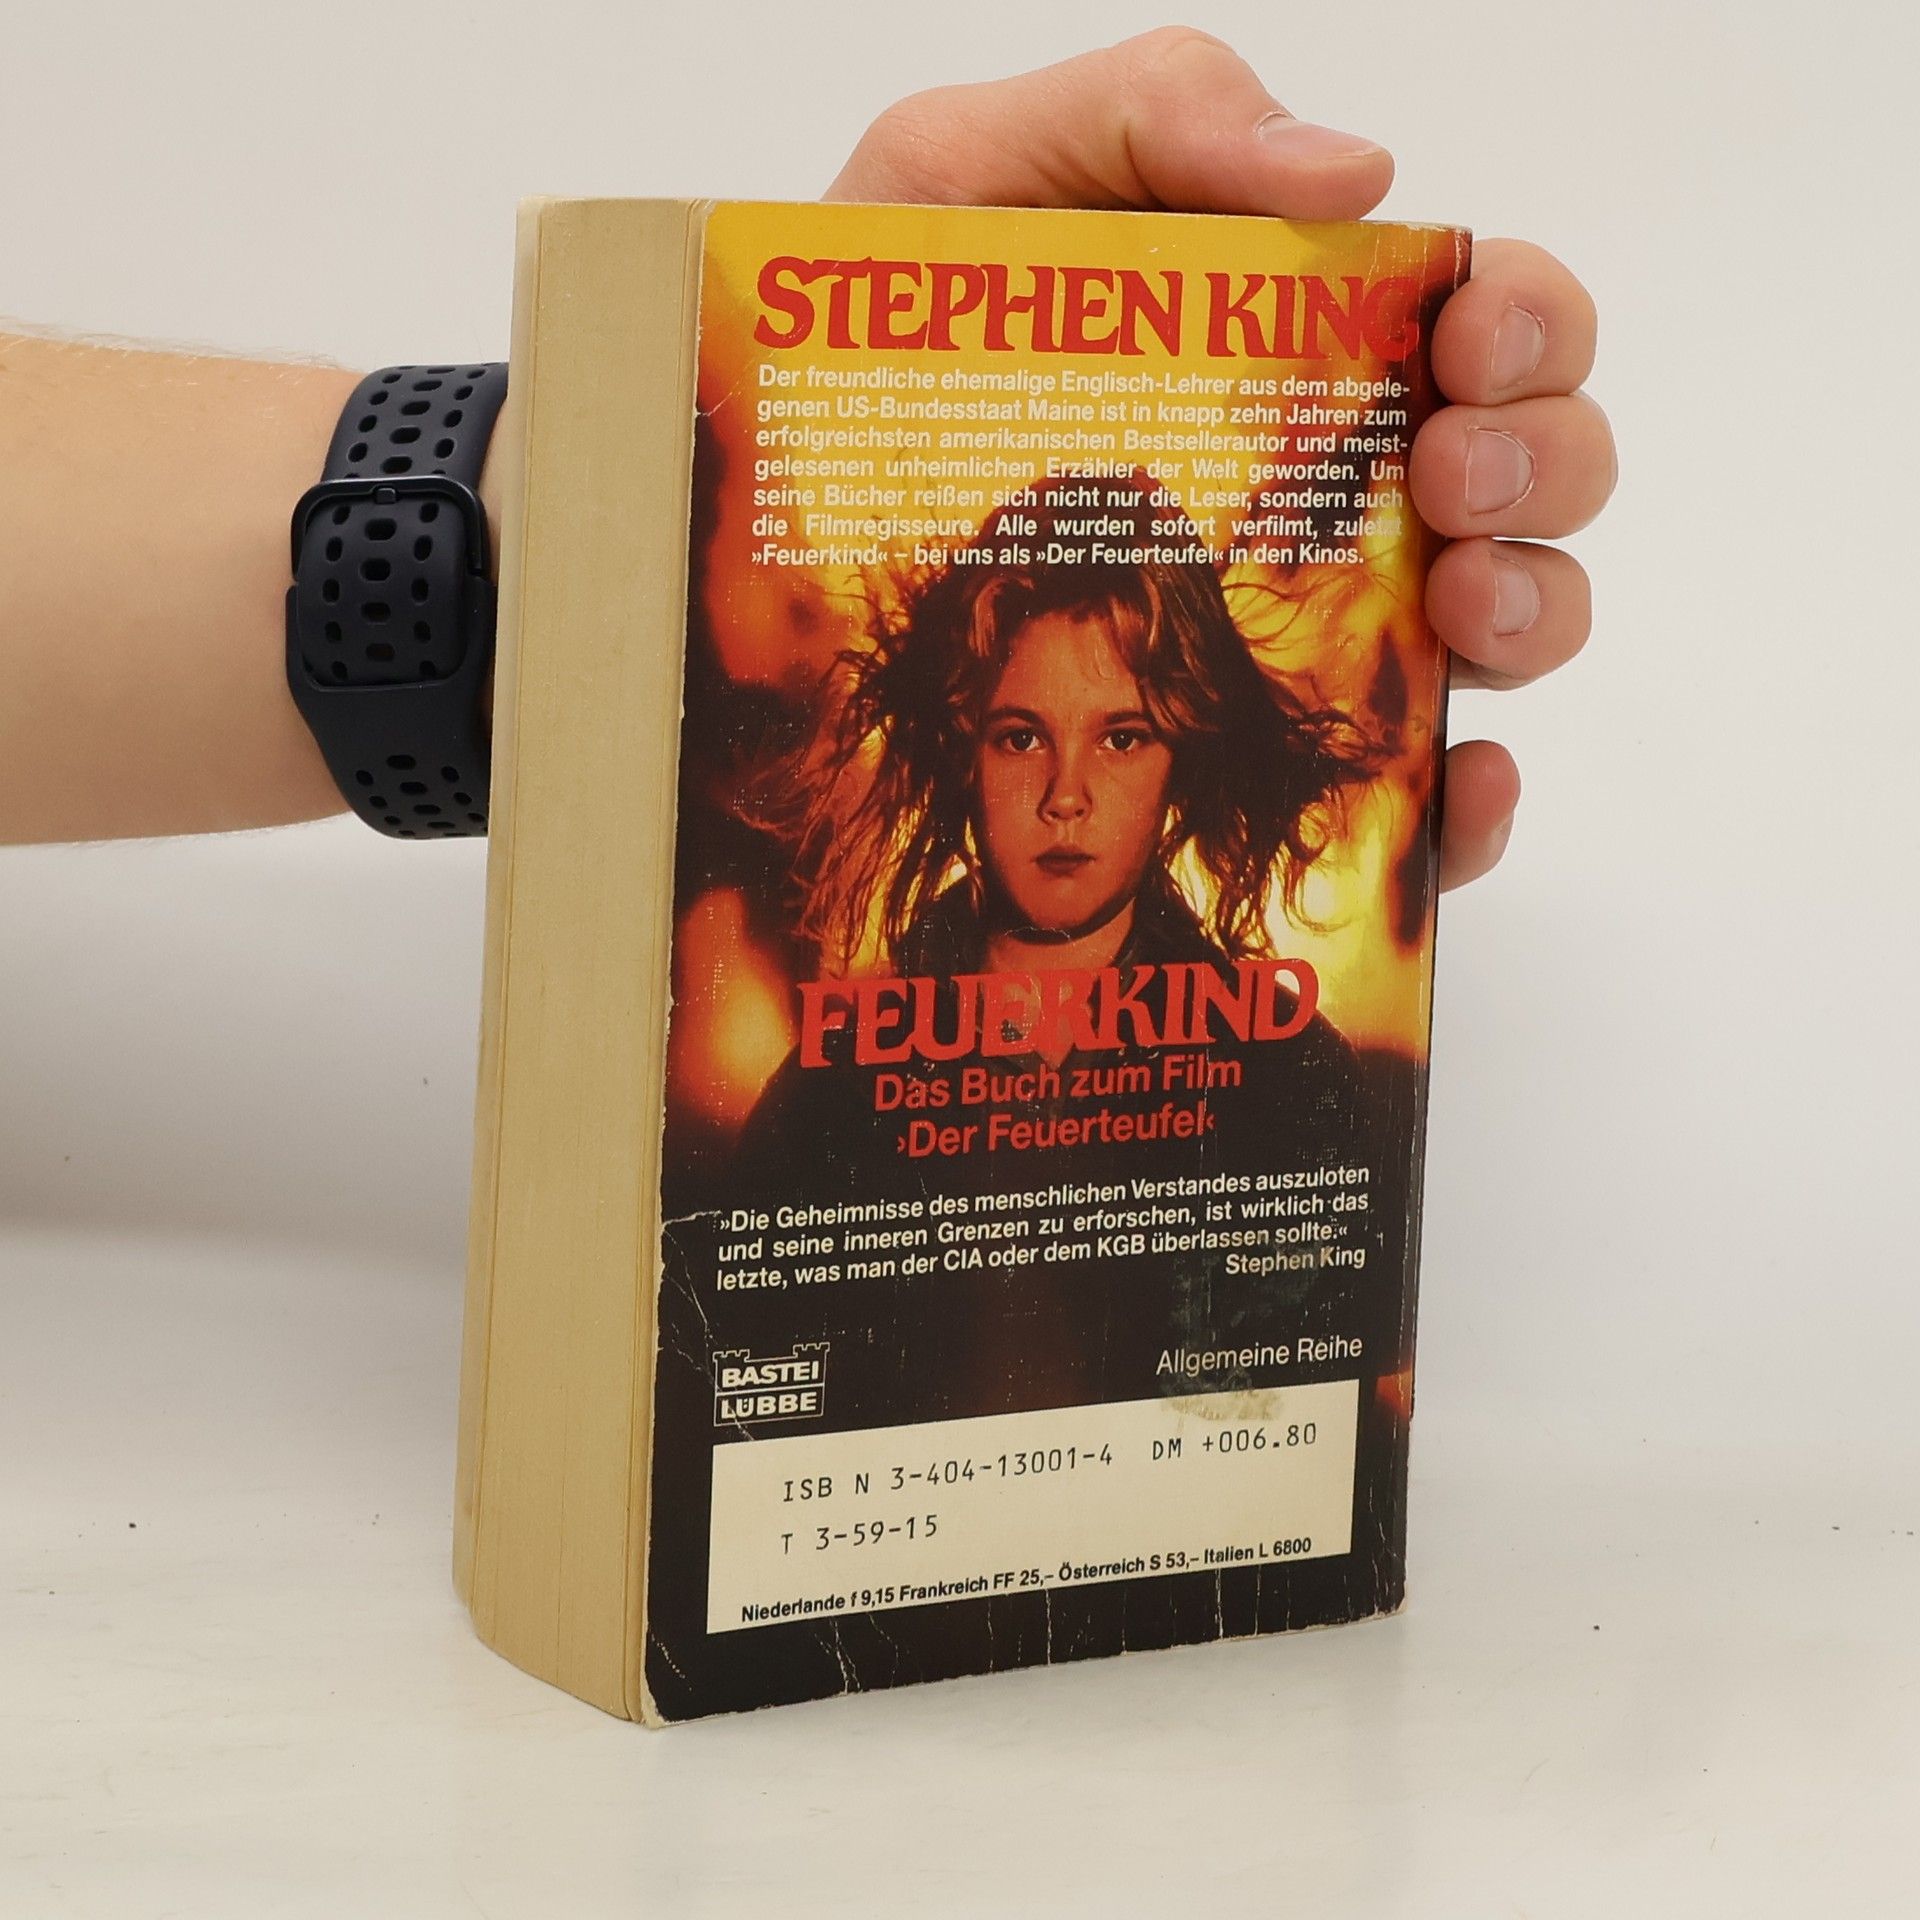 STEPHEN KING
Der freundliche ehemalige Englisch-Lehrer aus dem abgele-
genen US-Bundesstaat Maine ist in knapp zehn Jahren zum
erfolgreichsten amerikanischen Bestsellerautor und meist-
gelesenen unheimlichen Erzähler der Welt geworden. Um
seine Bücher reißen sich nicht nur die Leser, sondern auch
die Filmregisseure. Alle wurden sofort verfilmt, zuletzt
»Feuerkind« – bei uns als »Der Feuerteufel« in den Kinos.
FEUERKIND
Das Buch zum Film
›Der Feuerteufel‹
»Die Geheimnisse des menschlichen Verstandes auszuloten
und seine inneren Grenzen zu erforschen, ist wirklich das
letzte, was man der CIA oder dem KGB überlassen sollte.«
Stephen King
Allgemeine Reihe
BASTEI
LÜBBE
ISB N 3-404-13001-4 DM +006.80
T 3-59-15
Niederlande f 9,15 Frankreich FF 25,– Österreich S 53,– Italien L 6800